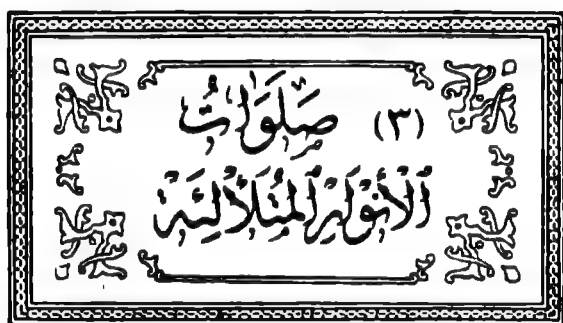 (٣) صَلَوَاتُ
الْأَنْوَارِ الْمُتَلَأْلِئَةِ